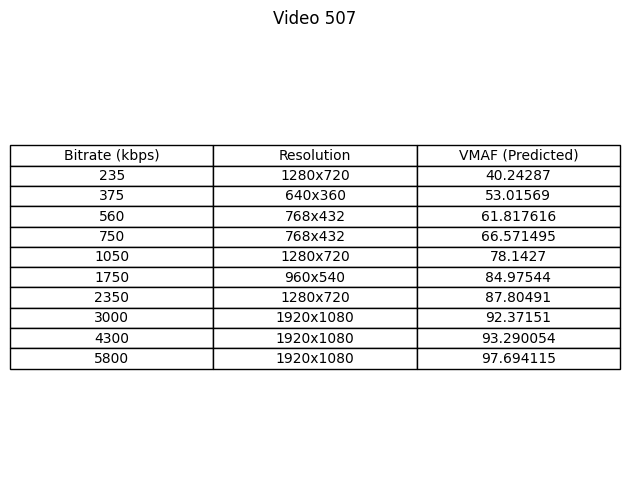 Video 507
Bitrate (kbps) Resolution VMAF (Predicted)
235 1280x720 40.24287
375 640x360 53.01569
560 768x432 61.817616
750 768x432 66.571495
1050 1280x720 78.1427
1750 960x540 84.97544
2350 1280x720 87.80491
3000 1920x1080 92.37151
4300 1920x1080 93.290054
5800 1920x1080 97.694115